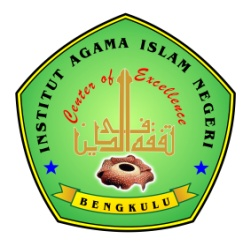 INSTITUT AGAMA ISLAM NEGERI
Center of Excellence
BENGKULU